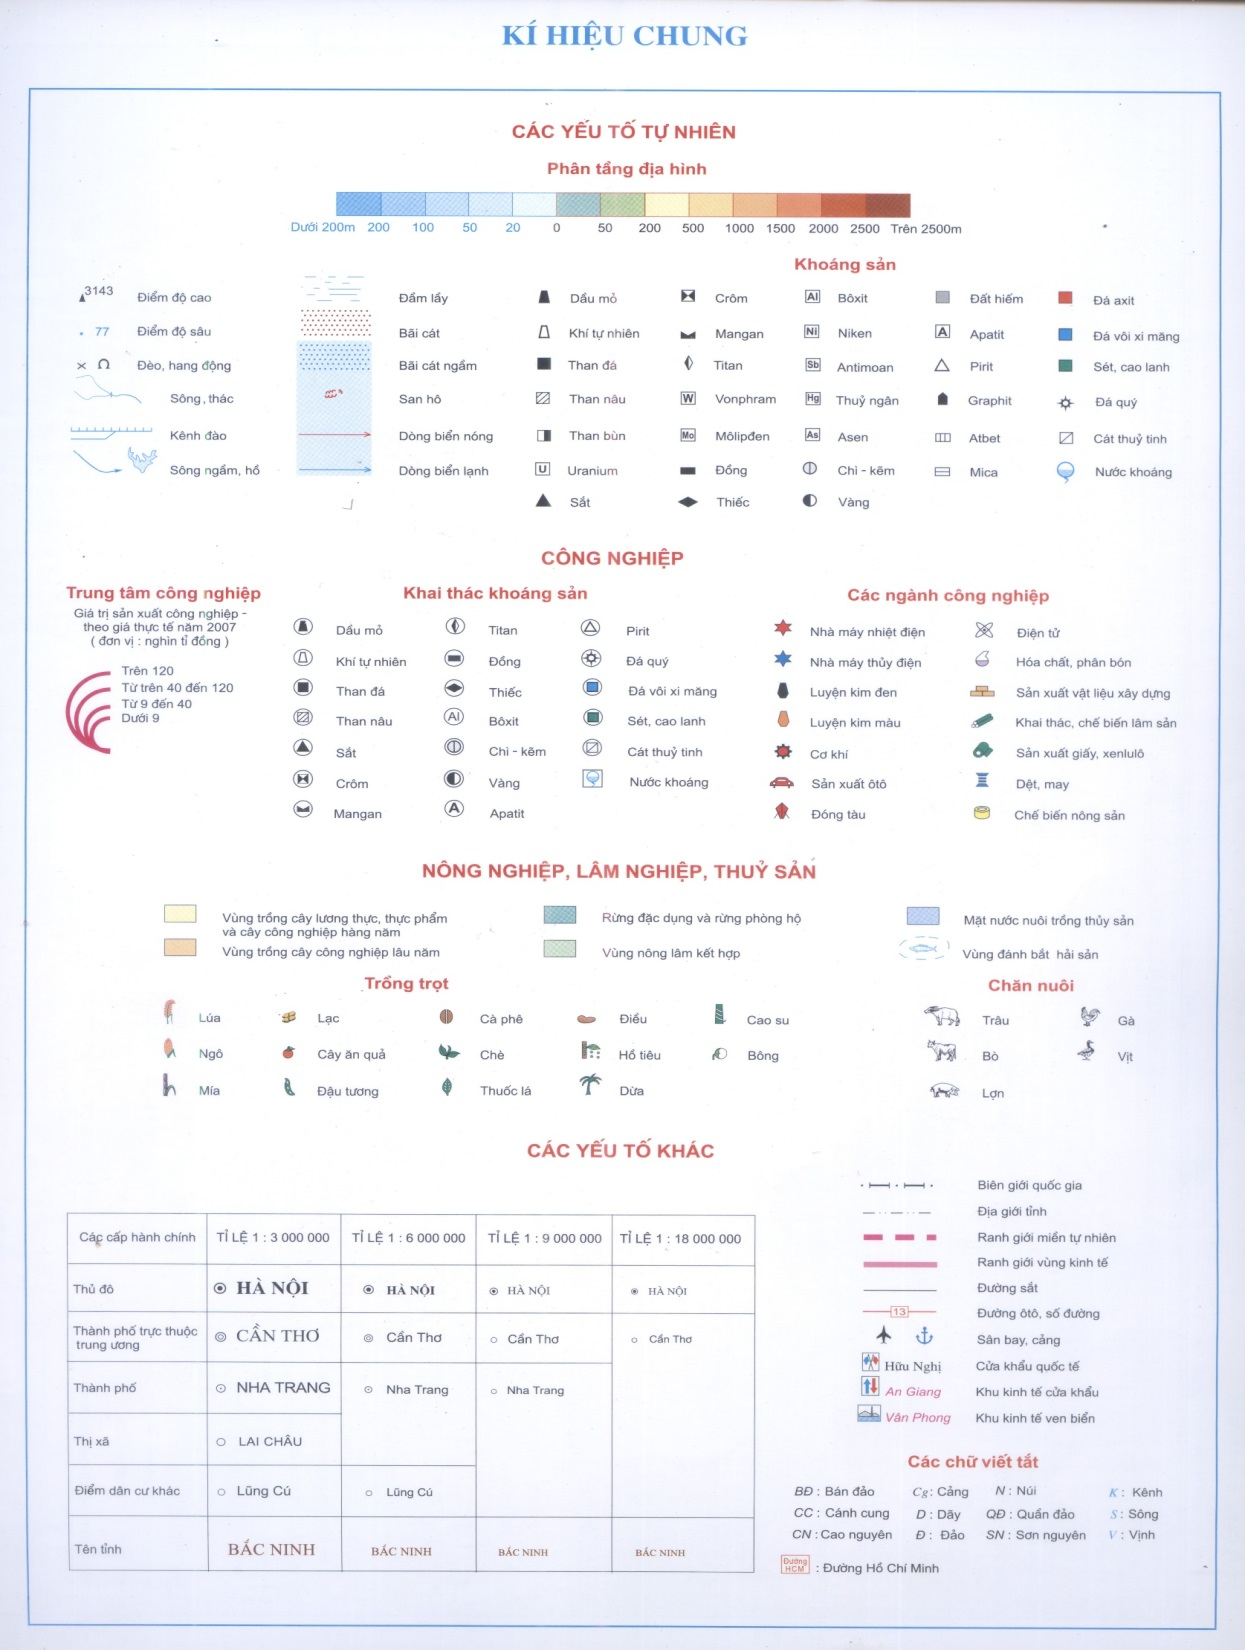 KÍ HIỆU CHUNG
CÁC YẾU TỐ TỰ NHIÊN
Phân tầng địa hình
Dưới 200m 200 100 50 20 0 50 200 500 1000 1500 2000 2500 Trên 2500m
Khoáng sản
3143 Điểm độ cao
77 Điểm độ sâu
Đèo, hang động
Sông, thác
Kênh đào
Sông ngầm, hồ
Đầm lầy
Bãi cát
Bãi cát ngầm
San hô
Dòng biển nóng
Dòng biển lạnh
Dầu mỏ
Khí tự nhiên
Than đá
Than nâu
Than bùn
U Uranium
Sắt
Crôm
Mangan
Titan
W Vonphram
Mo Môlipđen
Đồng
Thiếc
Al Bôxit
Ni Niken
Sb Antimoan
Hg Thuỷ ngân
As Asen
Chì - kẽm
Vàng
Đất hiếm
A Apatit
Pirit
Graphit
Atbet
Mica
Đá axit
Đá vôi xi măng
Sét, cao lanh
Đá quý
Cát thuỷ tinh
Nước khoáng
CÔNG NGHIỆP
Trung tâm công nghiệp
Giá trị sản xuất công nghiệp -
theo giá thực tế năm 2007
( đơn vị : nghìn tỉ đồng )
Trên 120
Từ trên 40 đến 120
Từ 9 đến 40
Dưới 9
Khai thác khoáng sản
Dầu mỏ
Khí tự nhiên
Than đá
Than nâu
Sắt
Crôm
Mangan
Titan
Đồng
Thiếc
Al Bôxit
Chì - kẽm
Vàng
A Apatit
Pirit
Đá quý
Đá vôi xi măng
Sét, cao lanh
Cát thuỷ tinh
Nước khoáng
Các ngành công nghiệp
Nhà máy nhiệt điện
Nhà máy thủy điện
Luyện kim đen
Luyện kim màu
Cơ khí
Sản xuất ôtô
Đóng tàu
Điện tử
Hóa chất, phân bón
Sản xuất vật liệu xây dựng
Khai thác, chế biến lâm sản
Sản xuất giấy, xenlulô
Dệt, may
Chế biến nông sản
NÔNG NGHIỆP, LÂM NGHIỆP, THUỶ SẢN
Vùng trồng cây lương thực, thực phẩm
và cây công nghiệp hàng năm
Vùng trồng cây công nghiệp lâu năm
Rừng đặc dụng và rừng phòng hộ
Vùng nông lâm kết hợp
Mặt nước nuôi trồng thủy sản
Vùng đánh bắt hải sản
Trồng trọt
Lúa
Ngô
Mía
Lạc
Cây ăn quả
Đậu tương
Cà phê
Chè
Thuốc lá
Điều
Hồ tiêu
Dừa
Cao su
Bông
Chăn nuôi
Trâu
Bò
Lợn
Gà
Vịt
CÁC YẾU TỐ KHÁC
Các cấp hành chính TỈ LỆ 1 : 3 000 000 TỈ LỆ 1 : 6 000 000 TỈ LỆ 1 : 9 000 000 TỈ LỆ 1 : 18 000 000
Thủ đô HÀ NỘI HÀ NỘI HÀ NỘI HÀ NỘI
Thành phố trực thuộc
trung ương CẦN THƠ Cần Thơ Cần Thơ Cần Thơ
Thành phố NHA TRANG Nha Trang Nha Trang
Thị xã LAI CHÂU
Điểm dân cư khác Lũng Cú Lũng Cú
Tên tỉnh BẮC NINH BẮC NINH BẮC NINH BẮC NINH
Biên giới quốc gia
Địa giới tỉnh
Ranh giới miền tự nhiên
Ranh giới vùng kinh tế
Đường sắt
13 Đường ôtô, số đường
Sân bay, cảng
Hữu Nghị Cửa khẩu quốc tế
An Giang Khu kinh tế cửa khẩu
Vân Phong Khu kinh tế ven biển
Các chữ viết tắt
BĐ : Bán đảo Cg : Cảng N : Núi K : Kênh
CC : Cánh cung D : Dãy QĐ : Quần đảo S : Sông
CN : Cao nguyên Đ : Đảo SN : Sơn nguyên V : Vịnh
Đường
HCM : Đường Hồ Chí Minh